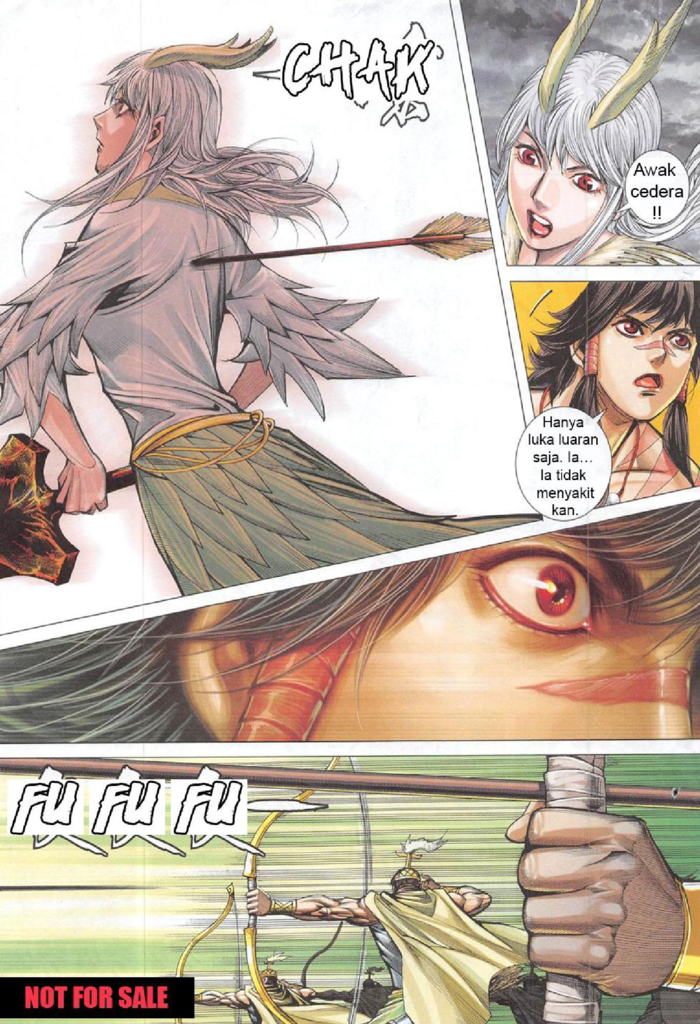 CHAK
Awak
cedera
!!
Hanya
luka luaran
saja. Ia...
Ia tidak
menyakit
kan.
FU FU FU
NOT FOR SALE